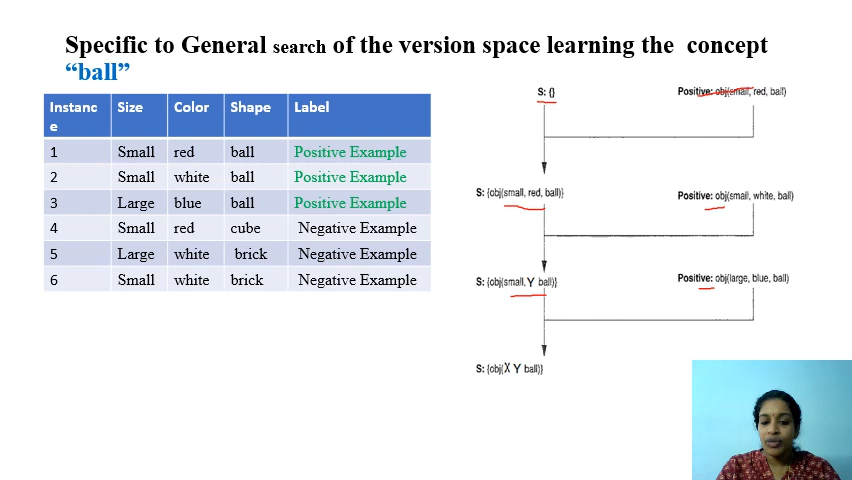 Specific to General search of the version space learning the concept
“ball”
Instanc
e
Size
Color
Shape
Label
1 Small red ball Positive Example
2 Small white ball Positive Example
3 Large blue ball Positive Example
4 Small red cube Negative Example
5 Large white brick Negative Example
6 Small white brick Negative Example
S: {}
Positive: obj(small, red, ball)
S: {obj(small, red, ball)}
Positive: obj(small, white, ball)
S: {obj(small, Y ball)}
Positive: obj(large, blue, ball)
S: {obj(X Y ball)}